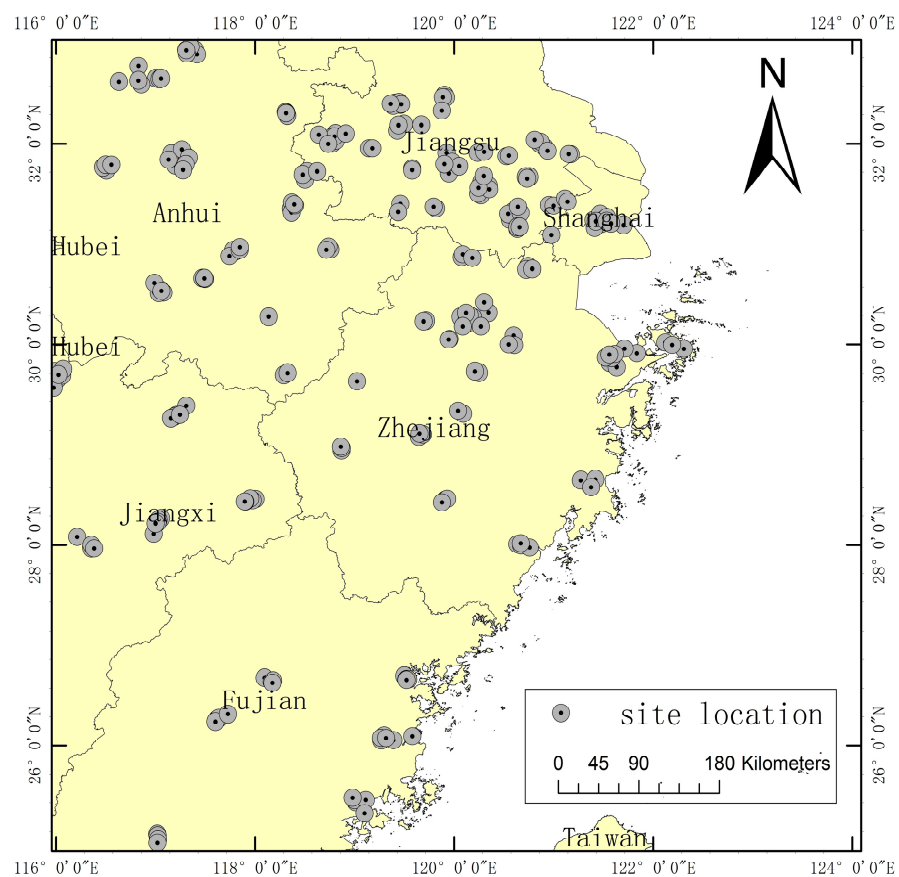 116° 0'0"E 118° 0'0"E 120° 0'0"E 122° 0'0"E 124° 0'0"E
N
32° 0'0"N
32° 0'0"N
Jiangsu
Anhui
Shanghai
Hubei
30° 0'0"N
30° 0'0"N
Hubei
Zhejiang
Jiangxi
28° 0'0"N
28° 0'0"N
Fujian
26° 0'0"N
26° 0'0"N
site location
0 45 90 180 Kilometers
Taiwan
116° 0'0"E 118° 0'0"E 120° 0'0"E 122° 0'0"E 124° 0'0"E